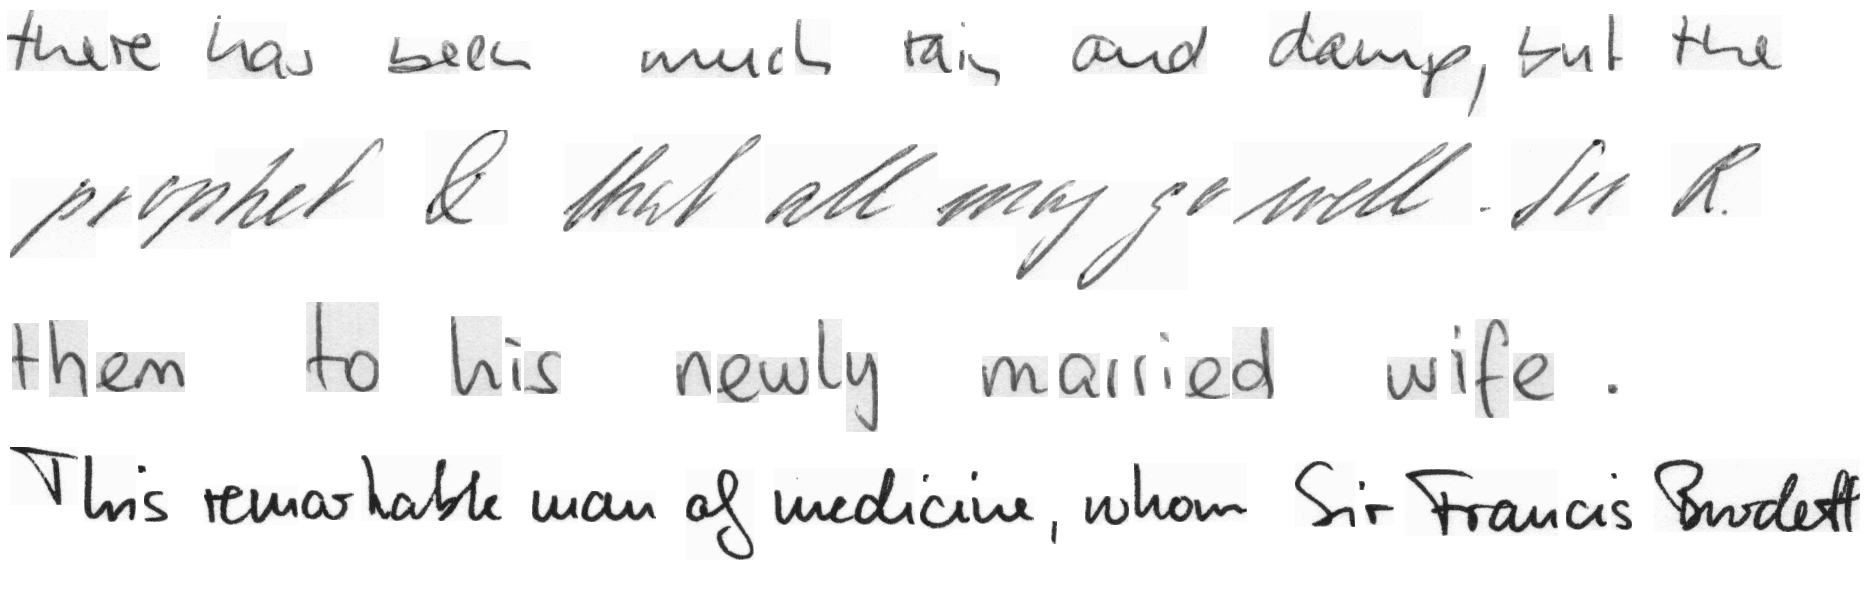 there has been much rain and damp, but the
prophet & that all may go well. Sir R.
them to his newly married wife.
This remarkable man of medicine, whom Sir Francis Burdett